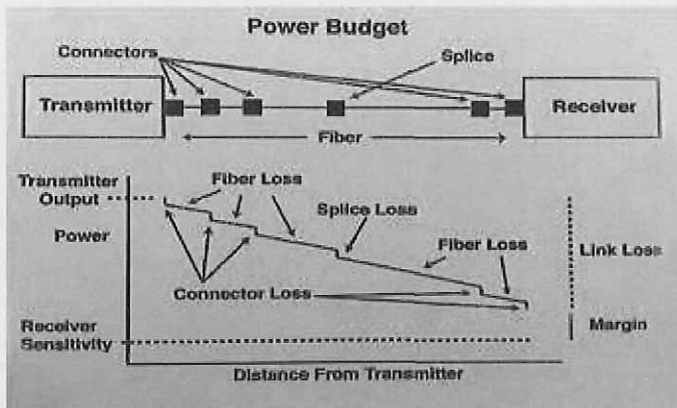 Power Budget
Connectors
Splice
Transmitter
Receiver
Fiber
Transmitter
Output
Fiber Loss
Splice Loss
Power
Fiber Loss
Link Loss
Connector Loss
Receiver
Sensitivity
Margin
Distance From Transmitter